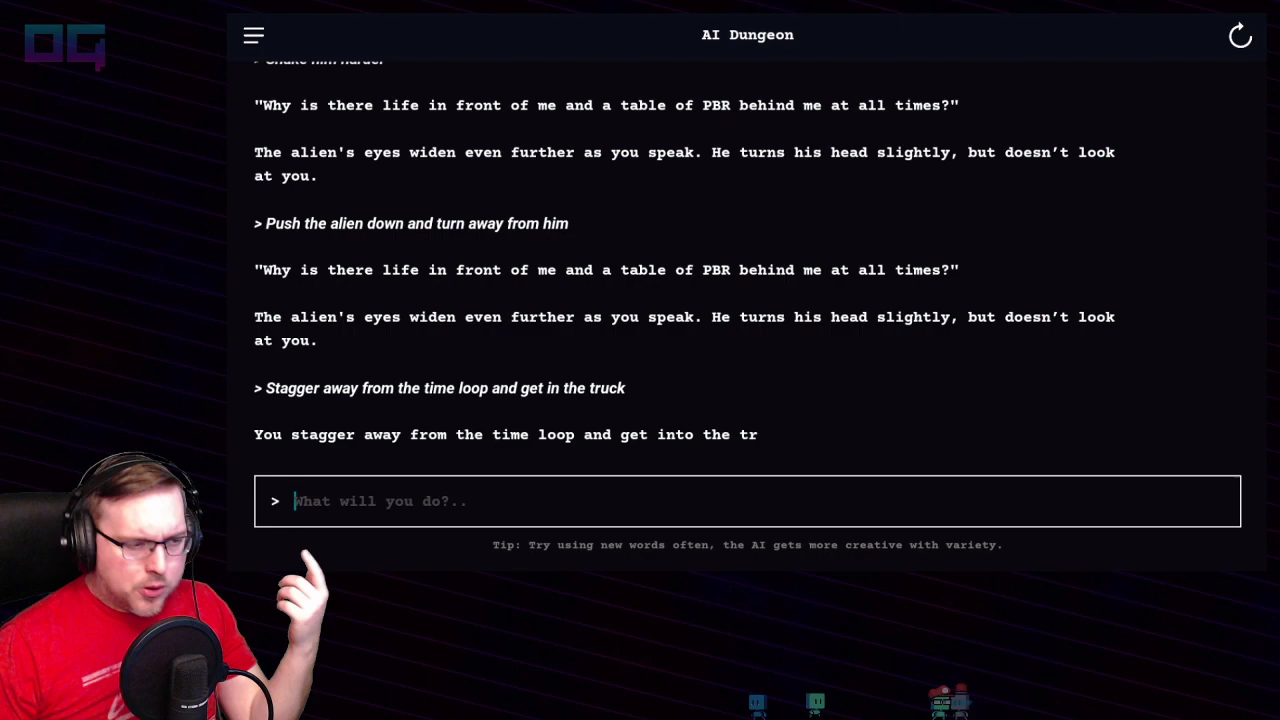 OG
AI Dungeon
> Shake him harder
"Why is there life in front of me and a table of PBR behind me at all times?"
The alien's eyes widen even further as you speak. He turns his head slightly, but doesn’t look
at you.
> Push the alien down and turn away from him
"Why is there life in front of me and a table of PBR behind me at all times?"
The alien's eyes widen even further as you speak. He turns his head slightly, but doesn’t look
at you.
> Stagger away from the time loop and get in the truck
You stagger away from the time loop and get into the tr
> What will you do?..
Tip: Try using new words often, the AI gets more creative with variety.